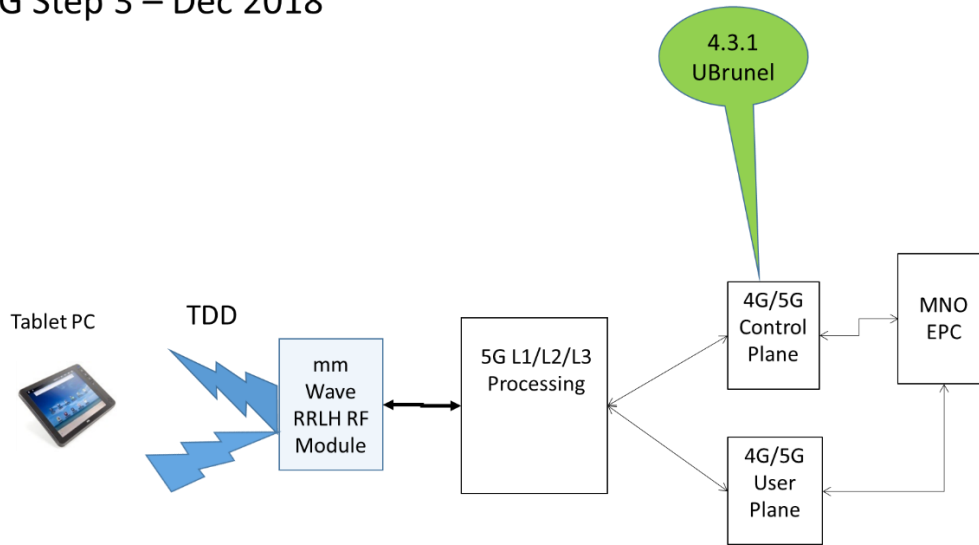 G Step 3 – Dec 2018
4.3.1
UBrunel
Tablet PC
TDD
mm
Wave
RRLH RF
Module
5G L1/L2/L3
Processing
4G/5G
Control
Plane
MNO
EPC
4G/5G
User
Plane